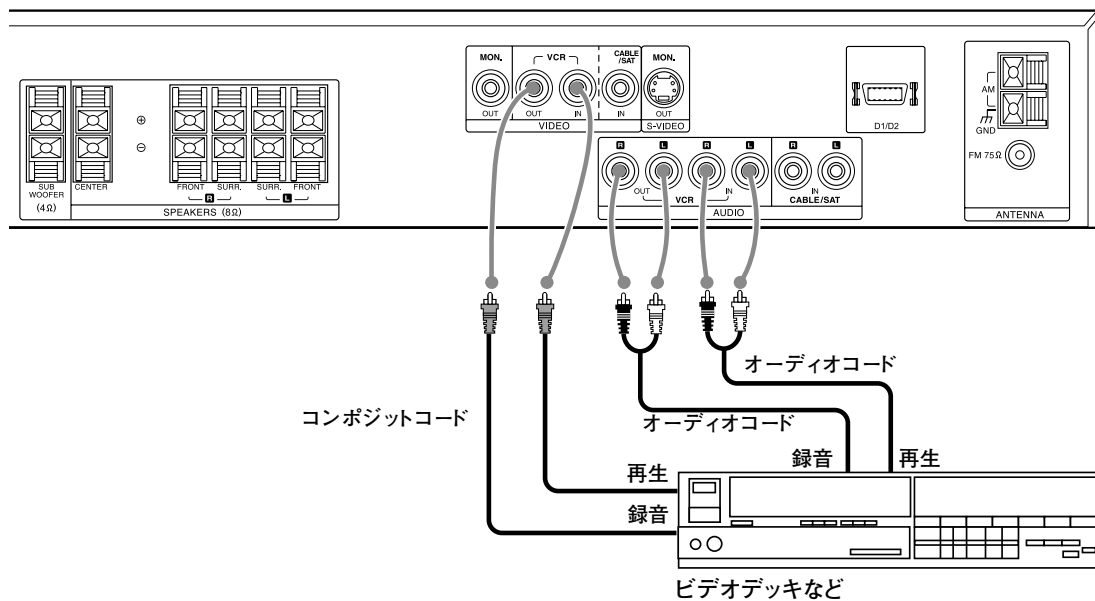 MON.
VCR
CABLE
/SAT
MON.
OUT
OUT
IN
IN
OUT
VIDEO
S-VIDEO
D1/D2
AM
GND
FM 75Ω
ANTENNA
⊕
⊖
SUB
WOOFER
(4Ω)
CENTER
FRONT
SURR.
SURR.
FRONT
R
L
SPEAKERS (8Ω)
R
L
R
L
R
L
OUT
VCR
IN
IN
CABLE/SAT
AUDIO
オーディオコード
コンポジットコード
オーディオコード
録音
再生
再生
録音
ビデオデッキなど